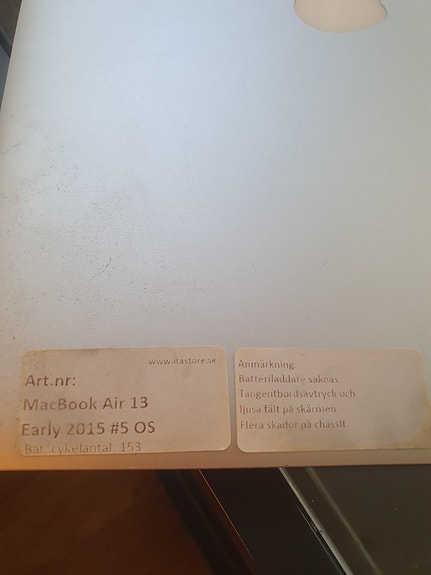 www.itastore.se
Art.nr:
MacBook Air 13
Early 2015 #5 OS
Bat. cykelantal: 153
Anmärkning:
Batteriladdare saknas
Tangentbordsavtryck och
ljusa fält på skärmen.
Flera skador på chassit.